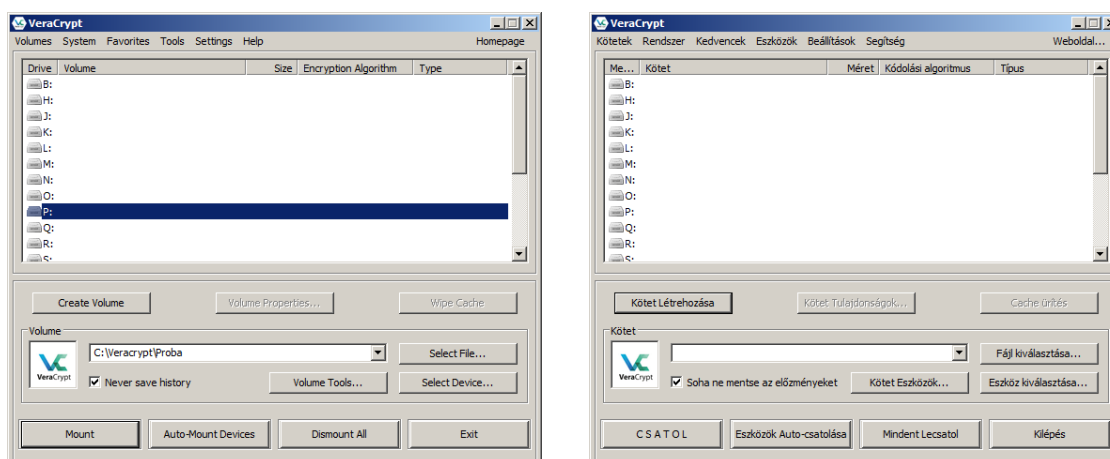 VeraCrypt
Volumes System Favorites Tools Settings Help Homepage
Drive Volume Size Encryption Algorithm Type
B:
H:
J:
K:
L:
M:
N:
O:
P:
Q:
R:
S:
Create Volume Volume Properties... Wipe Cache
Volume
C:\Veracrypt\Proba Select File...
VeraCrypt
Never save history Volume Tools... Select Device...
Mount Auto-Mount Devices Dismount All Exit
VeraCrypt
Kötetek Rendszer Kedvencek Eszközök Beállítások Segítség Weboldal...
Me... Kötet Méret Kódolási algoritmus Típus
B:
H:
J:
K:
L:
M:
N:
O:
P:
Q:
R:
S:
Kötet Létrehozása Kötet Tulajdonságok... Cache ürítés
Kötet
Fájl kiválasztása...
VeraCrypt
Soha ne mentse az előzményeket Kötet Eszközök... Eszköz kiválasztása...
C S A T O L Eszközök Auto-csatolása Mindent Lecsatol Kilépés